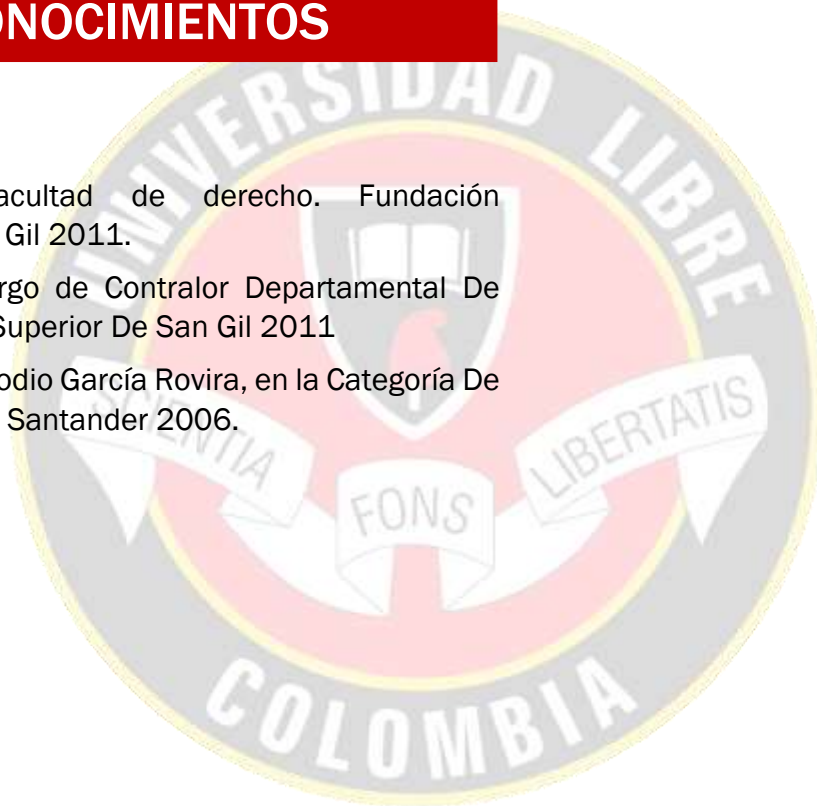 ONOCIMIENTOS
acultad de derecho. Fundación
Gil 2011.
rgo de Contralor Departamental De
Superior De San Gil 2011
odio García Rovira, en la Categoría De
Santander 2006.
UNIVERSIDAD LIBRE
SCIENTIA FONS LIBERTATIS
COLOMBIA